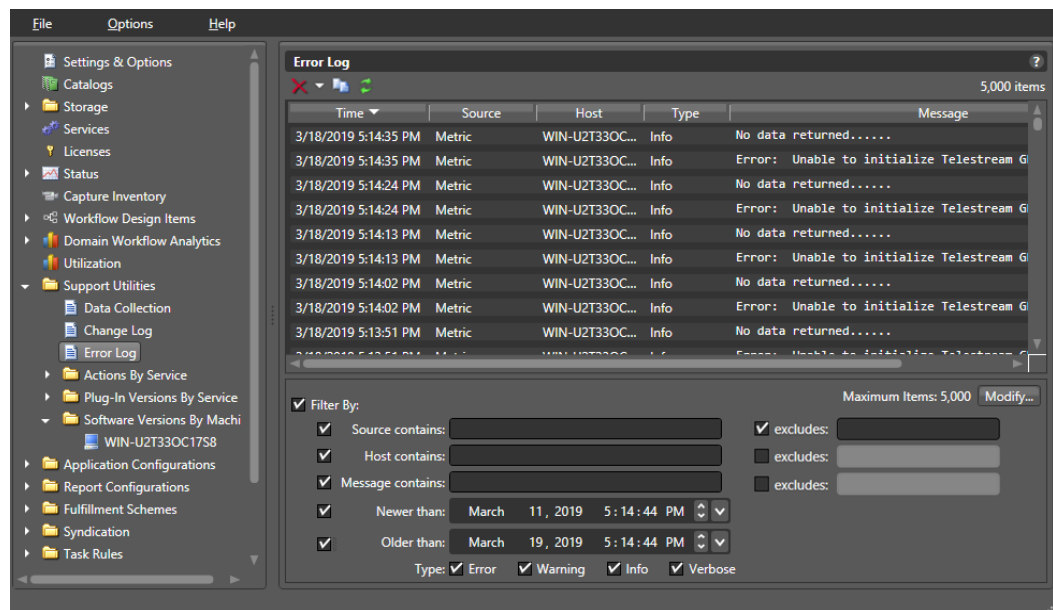 File Options Help
Settings & Options
Catalogs
Storage
Services
Licenses
Status
Capture Inventory
Workflow Design Items
Domain Workflow Analytics
Utilization
Support Utilities
Data Collection
Change Log
Error Log
Actions By Service
Plug-In Versions By Service
Software Versions By Machi
WIN-U2T33OC17S8
Application Configurations
Report Configurations
Fulfillment Schemes
Syndication
Task Rules
Error Log ?
5,000 items
Time Source Host Type Message
3/18/2019 5:14:35 PM Metric WIN-U2T33OC... Info No data returned......
3/18/2019 5:14:35 PM Metric WIN-U2T33OC... Info Error: Unable to initialize Telestream G
3/18/2019 5:14:24 PM Metric WIN-U2T33OC... Info No data returned......
3/18/2019 5:14:24 PM Metric WIN-U2T33OC... Info Error: Unable to initialize Telestream G
3/18/2019 5:14:13 PM Metric WIN-U2T33OC... Info No data returned......
3/18/2019 5:14:13 PM Metric WIN-U2T33OC... Info Error: Unable to initialize Telestream G
3/18/2019 5:14:02 PM Metric WIN-U2T33OC... Info No data returned......
3/18/2019 5:14:02 PM Metric WIN-U2T33OC... Info Error: Unable to initialize Telestream G
3/18/2019 5:13:51 PM Metric WIN-U2T33OC... Info No data returned......
Maximum Items: 5,000 Modify...
Filter By:
Source contains: excludes:
Host contains: excludes:
Message contains: excludes:
Newer than: March 11, 2019 5:14:44 PM
Older than: March 19, 2019 5:14:44 PM
Type: Error Warning Info Verbose